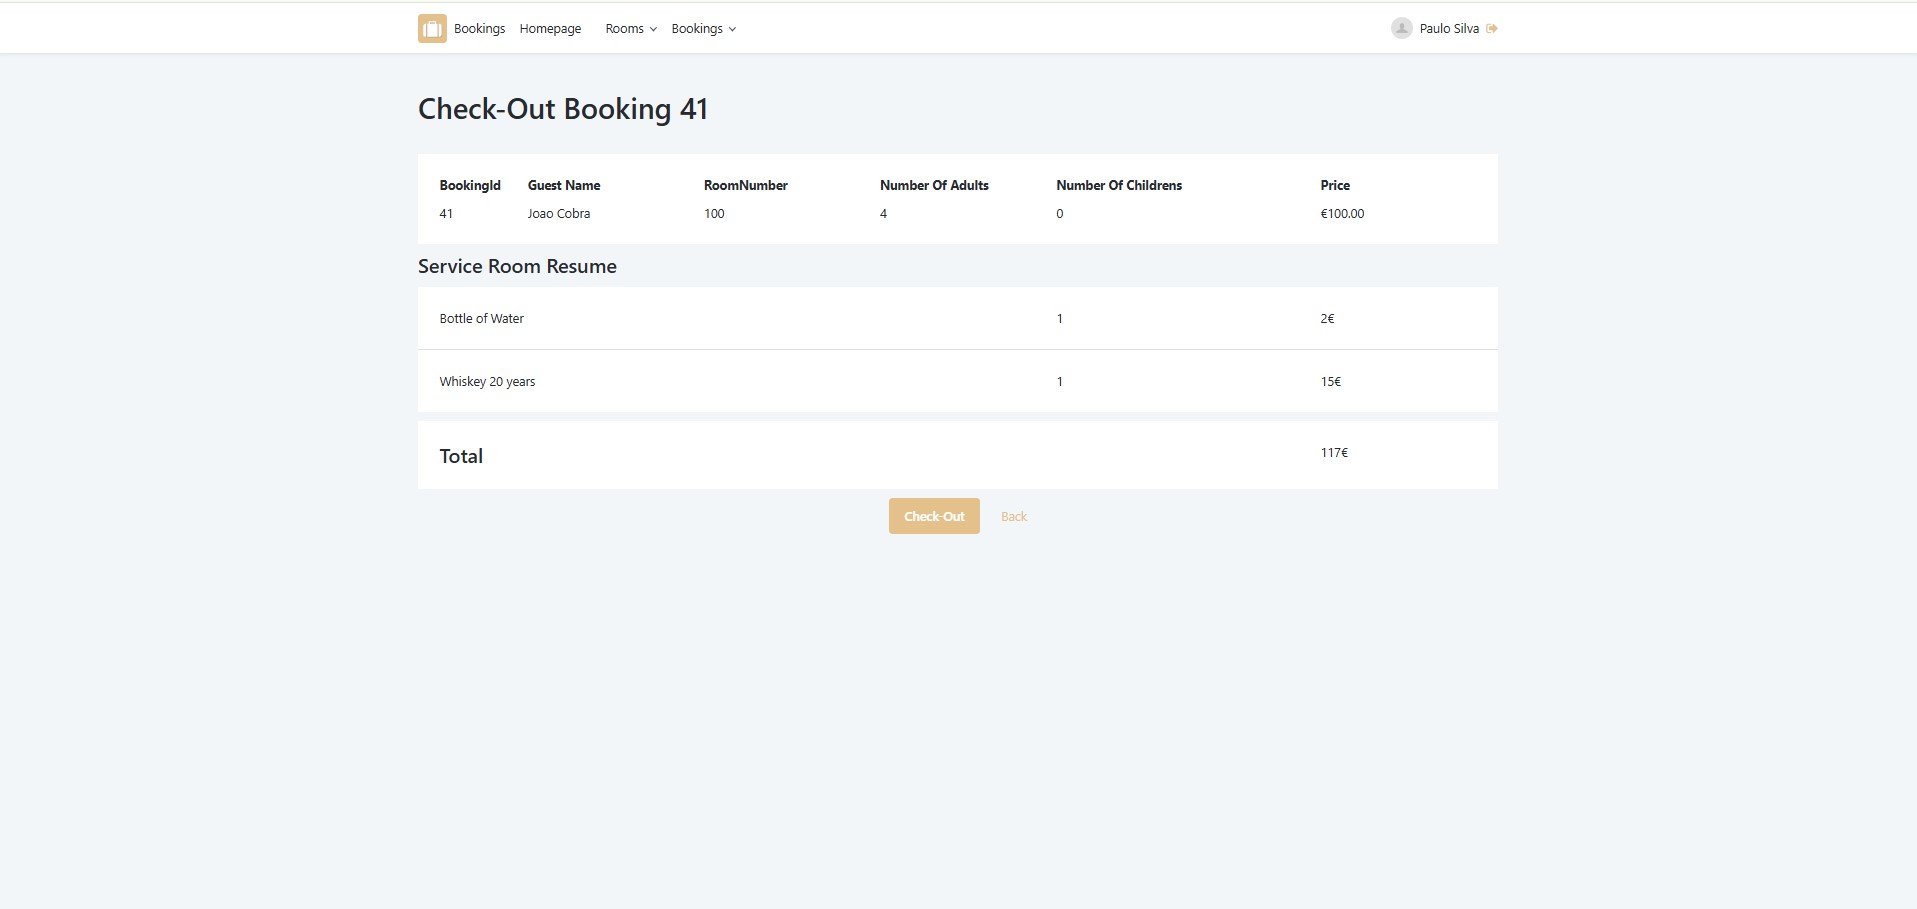 Bookings Homepage Rooms Bookings Paulo Silva
Check-Out Booking 41
BookingId Guest Name RoomNumber Number Of Adults Number Of Childrens Price
41 Joao Cobra 100 4 0 €100.00
Service Room Resume
Bottle of Water 1 2€
Whiskey 20 years 1 15€
Total 117€
Check-Out Back